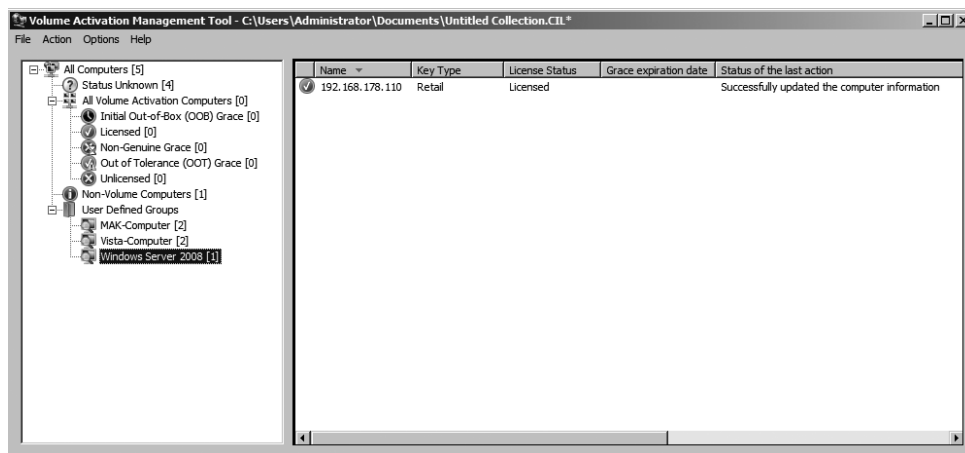 Volume Activation Management Tool - C:\Users\Administrator\Documents\Untitled Collection.CIL*
File Action Options Help
All Computers [5]
Status Unknown [4]
All Volume Activation Computers [0]
Initial Out-of-Box (OOB) Grace [0]
Licensed [0]
Non-Genuine Grace [0]
Out of Tolerance (OOT) Grace [0]
Unlicensed [0]
Non-Volume Computers [1]
User Defined Groups
MAK-Computer [2]
Vista-Computer [2]
Windows Server 2008 [1]
Name Key Type License Status Grace expiration date Status of the last action
192.168.178.110 Retail Licensed Successfully updated the computer information